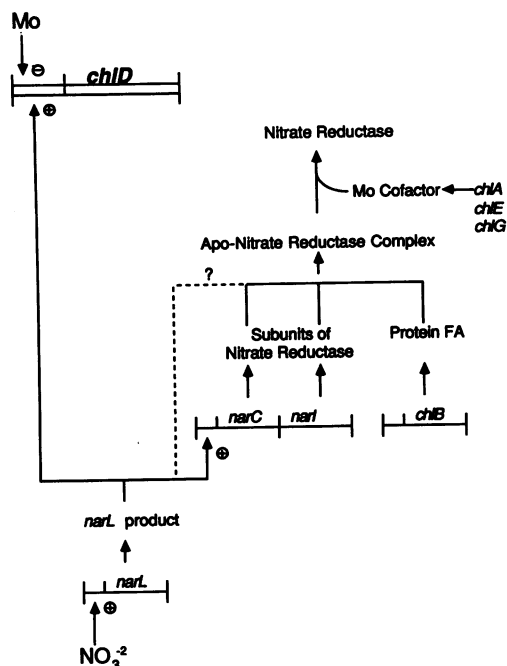 Mo
⊖
chlD
⊕
Nitrate Reductase
Mo Cofactor
chlA
chlE
chlG
Apo-Nitrate Reductase Complex
?
Subunits of
Nitrate Reductase
Protein FA
narC narI
chlB
⊕
narL product
narL
⊕
NO₃⁻²